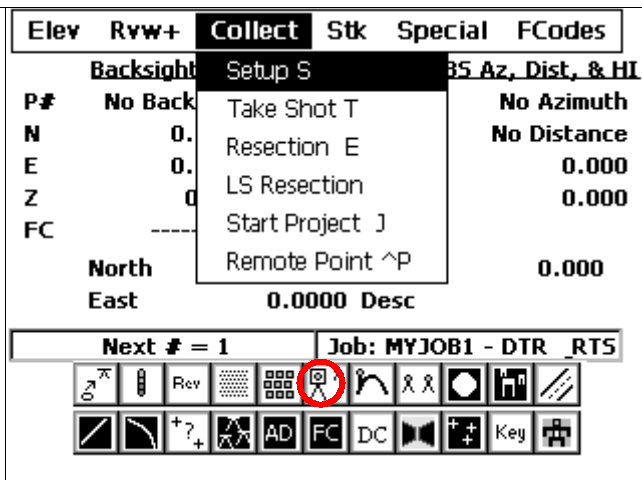 Elev Rvw+ Collect Stk Special FCodes
Backsight BS Az, Dist, & HI
Setup S
P# No Back No Azimuth
Take Shot T
N 0. No Distance
Resection E
E 0. 0.000
LS Resection
Z 0 0.000
Start Project J
FC -----
Remote Point ^P
North 0.000
East 0.0000 Desc
Next # = 1 Job: MYJOB1 - DTR _RTS
Rev
AD FC DC Key